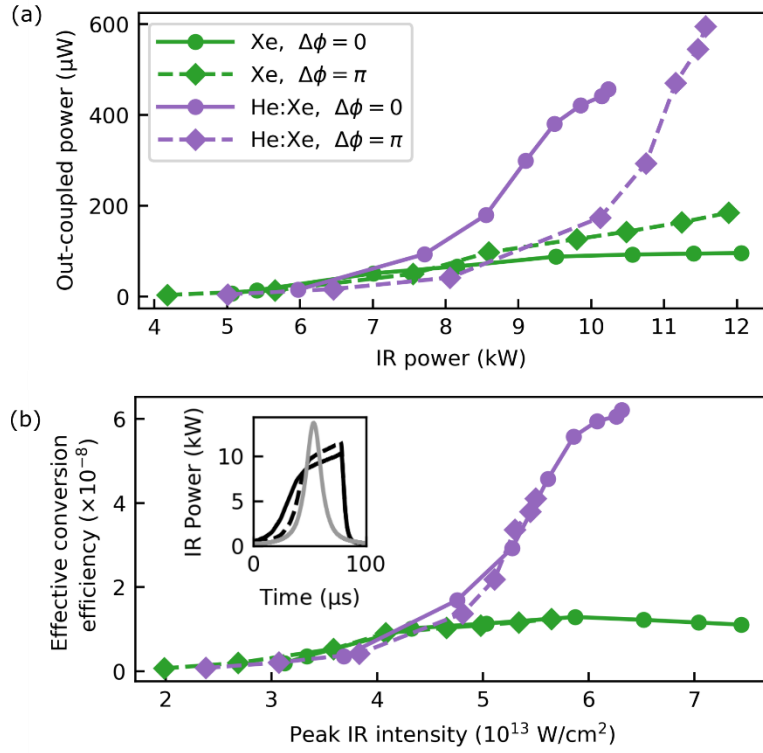 (a)
Out-coupled power (µW)
600
400
200
0
Xe, Δϕ = 0
Xe, Δϕ = π
He:Xe, Δϕ = 0
He:Xe, Δϕ = π
4 5 6 7 8 9 10 11 12
IR power (kW)
(b)
Effective conversion
efficiency (×10⁻⁸)
6
4
2
0
IR Power (kW)
10
5
0
0 100
Time (µs)
2 3 4 5 6 7
Peak IR intensity (10¹³ W/cm²)